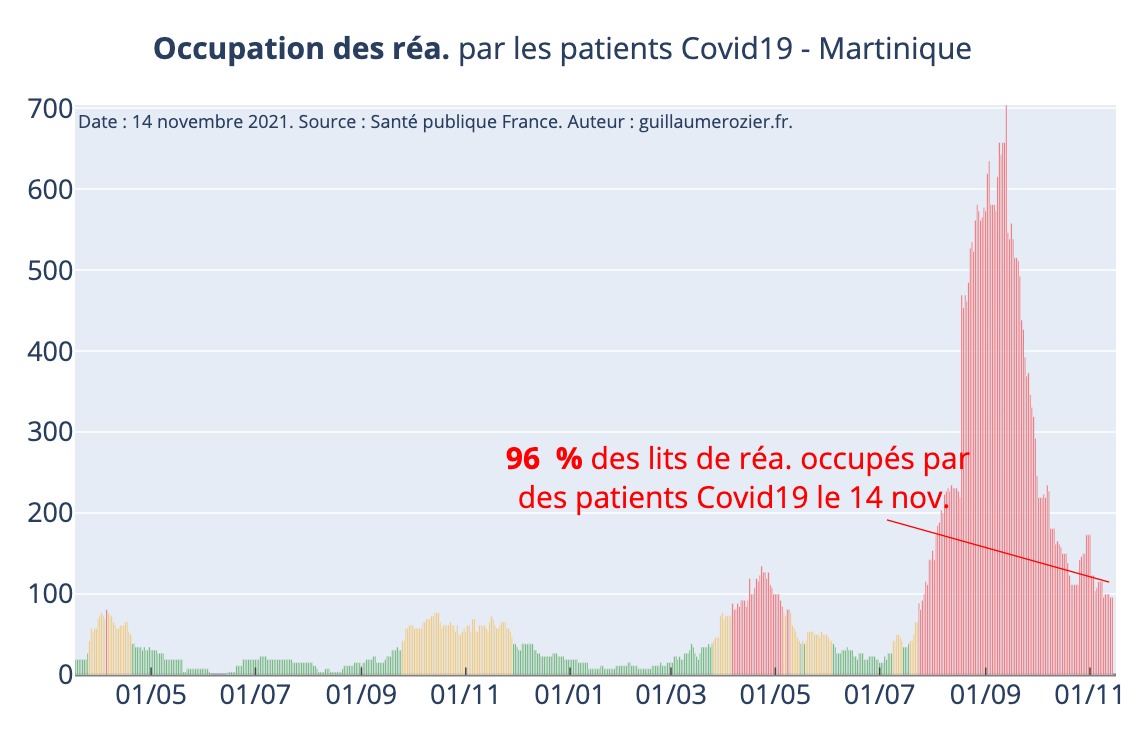 Occupation des réa. par les patients Covid19 - Martinique
700
Date : 14 novembre 2021. Source : Santé publique France. Auteur : guillaumerozier.fr.
600
500
400
300
96 % des lits de réa. occupés par
des patients Covid19 le 14 nov.
200
100
0
01/05 01/07 01/09 01/11 01/01 01/03 01/05 01/07 01/09 01/11